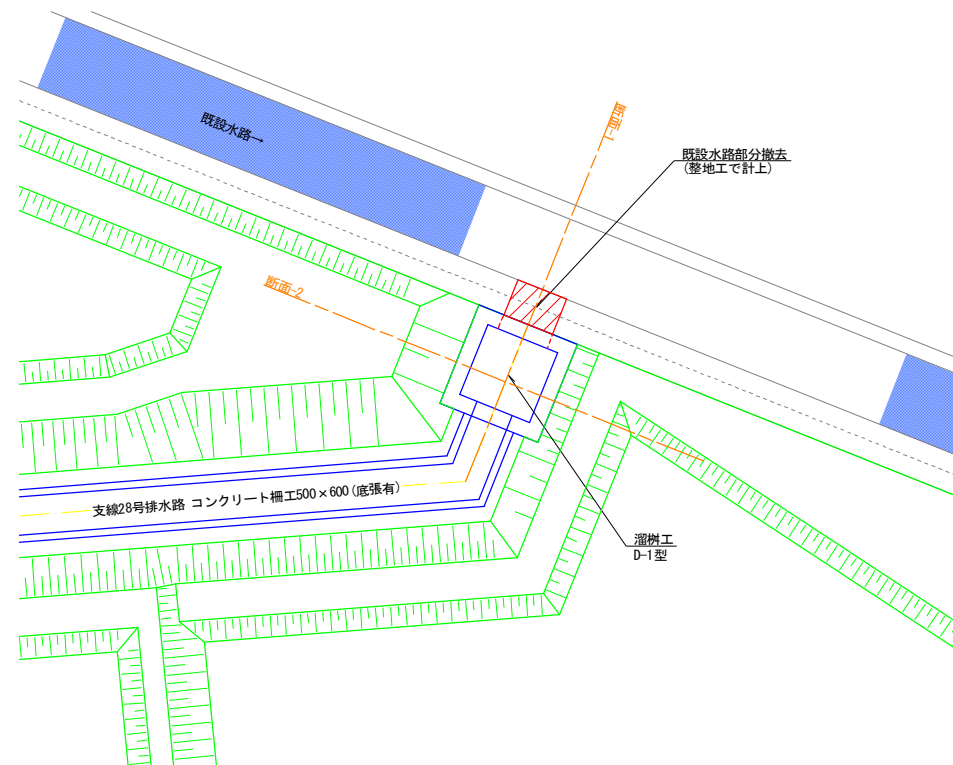 既設水路→
断面-1
既設水路部分撤去
(整地工で計上)
断面-2
支線28号排水路 コンクリート柵工500×600(底張有)
溜桝工
D-1型